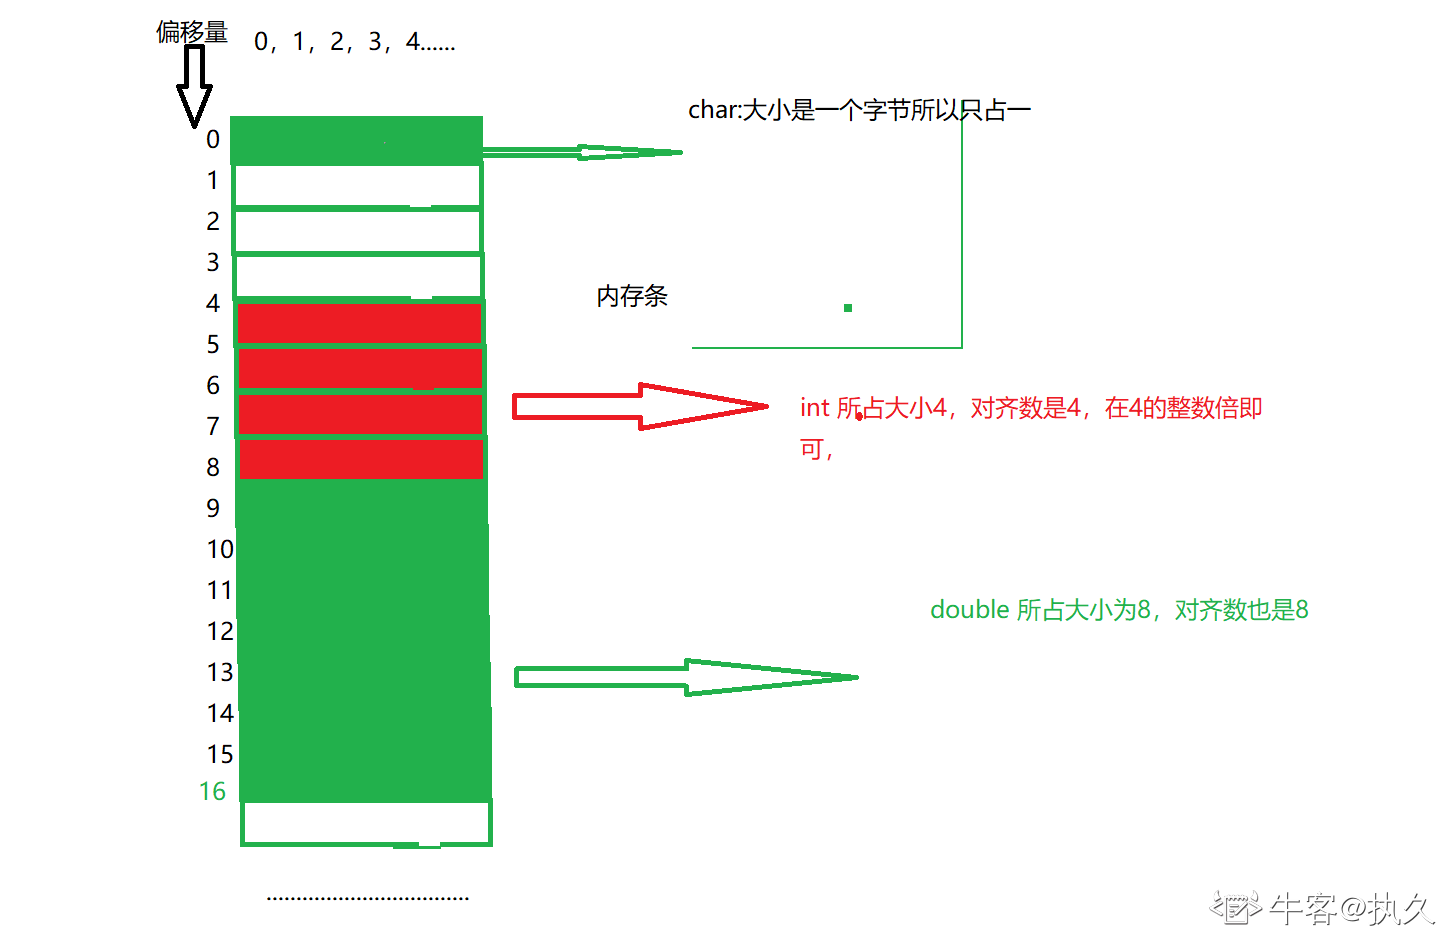 偏移量
0，1，2，3，4......
char:大小是一个字节所以只占一
0
1
2
3
4
5
6
7
8
9
10
11
12
13
14
15
16
内存条
int 所占大小4，对齐数是4，在4的整数倍即
可，
double 所占大小为8，对齐数也是8
..................................
牛客@执久